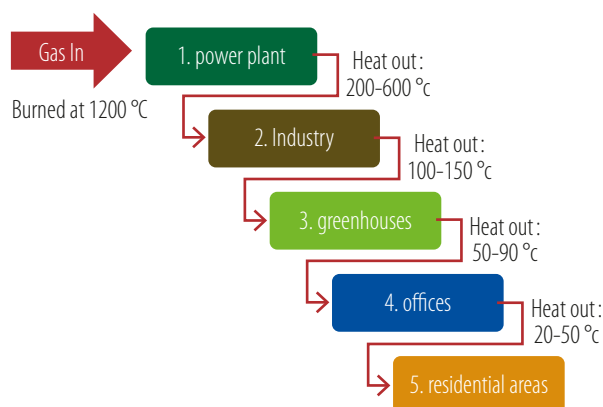 Gas In
Burned at 1200 °C
1. power plant
Heat out:
200-600 °c
2. Industry
Heat out:
100-150 °c
3. greenhouses
Heat out:
50-90 °c
4. offices
Heat out:
20-50 °c
5. residential areas